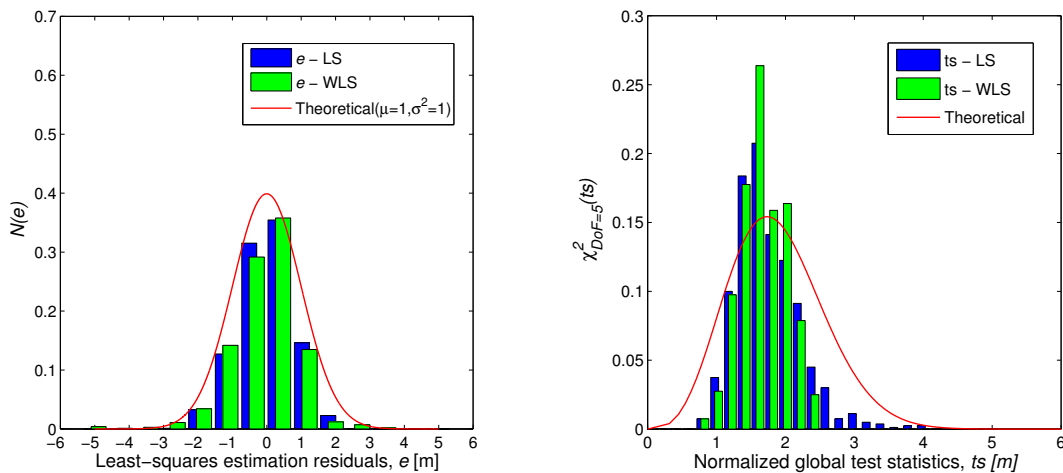 0.7
0.6
0.5
0.4
0.3
0.2
0.1
0
N(e)
−6 −5 −4 −3 −2 −1 0 1 2 3 4 5 6
Least−squares estimation residuals, e [m]
e − LS
e − WLS
Theoretical(μ=1,σ²=1)
0.3
0.25
0.2
0.15
0.1
0.05
0
χ²DoF=5(ts)
0 1 2 3 4 5 6
Normalized global test statistics, ts [m]
ts − LS
ts − WLS
Theoretical